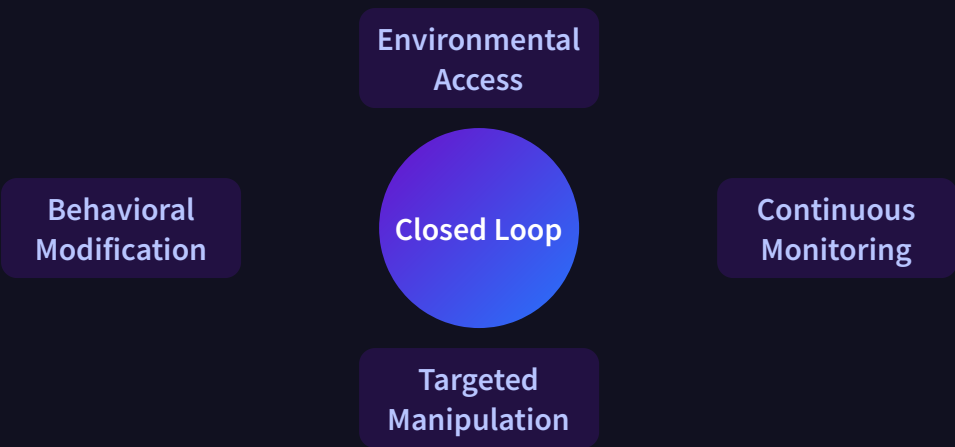 Environmental
Access
Behavioral
Modification
Closed Loop
Continuous
Monitoring
Targeted
Manipulation